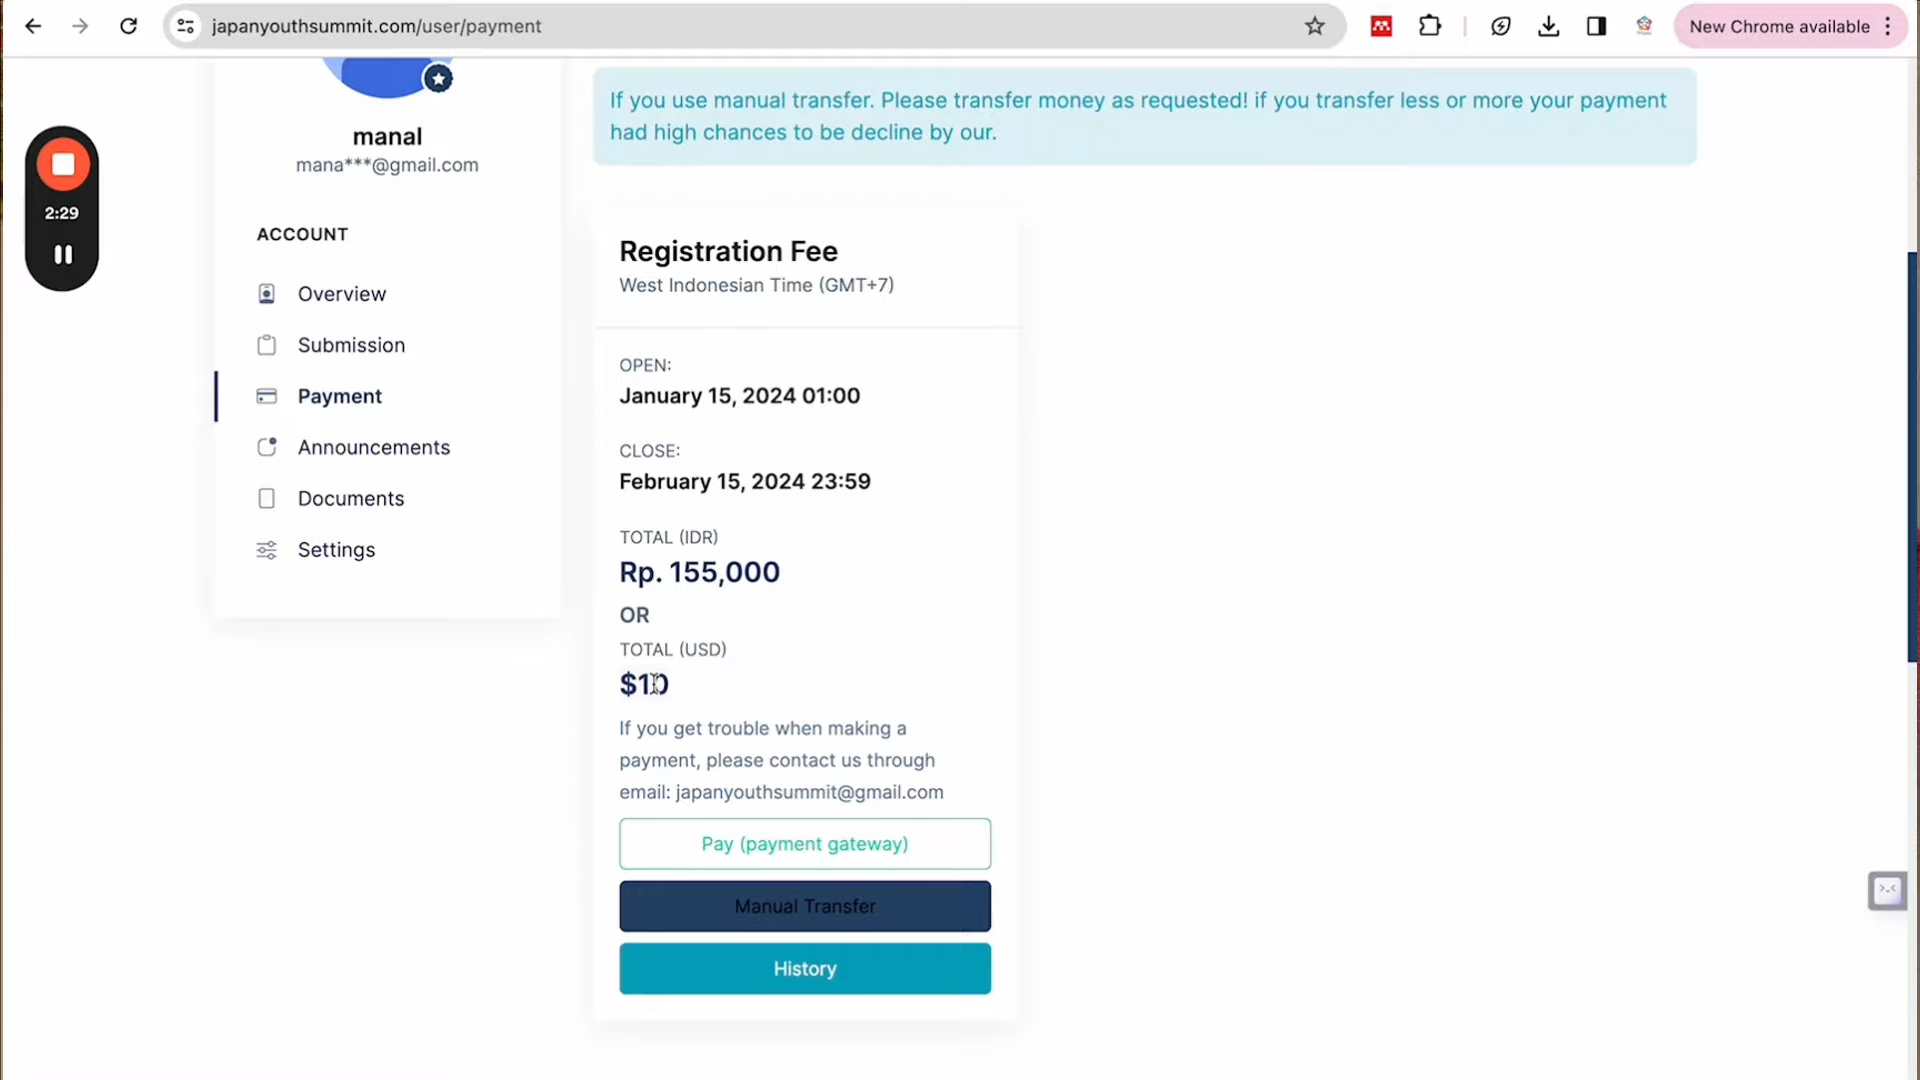 japanyouthsummit.com/user/payment
New Chrome available
If you use manual transfer. Please transfer money as requested! if you transfer less or more your payment
had high chances to be decline by our.
manal
mana***@gmail.com
2:29
ACCOUNT
Overview
Submission
Payment
Announcements
Documents
Settings
Registration Fee
West Indonesian Time (GMT+7)
OPEN:
January 15, 2024 01:00
CLOSE:
February 15, 2024 23:59
TOTAL (IDR)
Rp. 155,000
OR
TOTAL (USD)
$10
If you get trouble when making a
payment, please contact us through
email: japanyouthsummit@gmail.com
Pay (payment gateway)
Manual Transfer
History